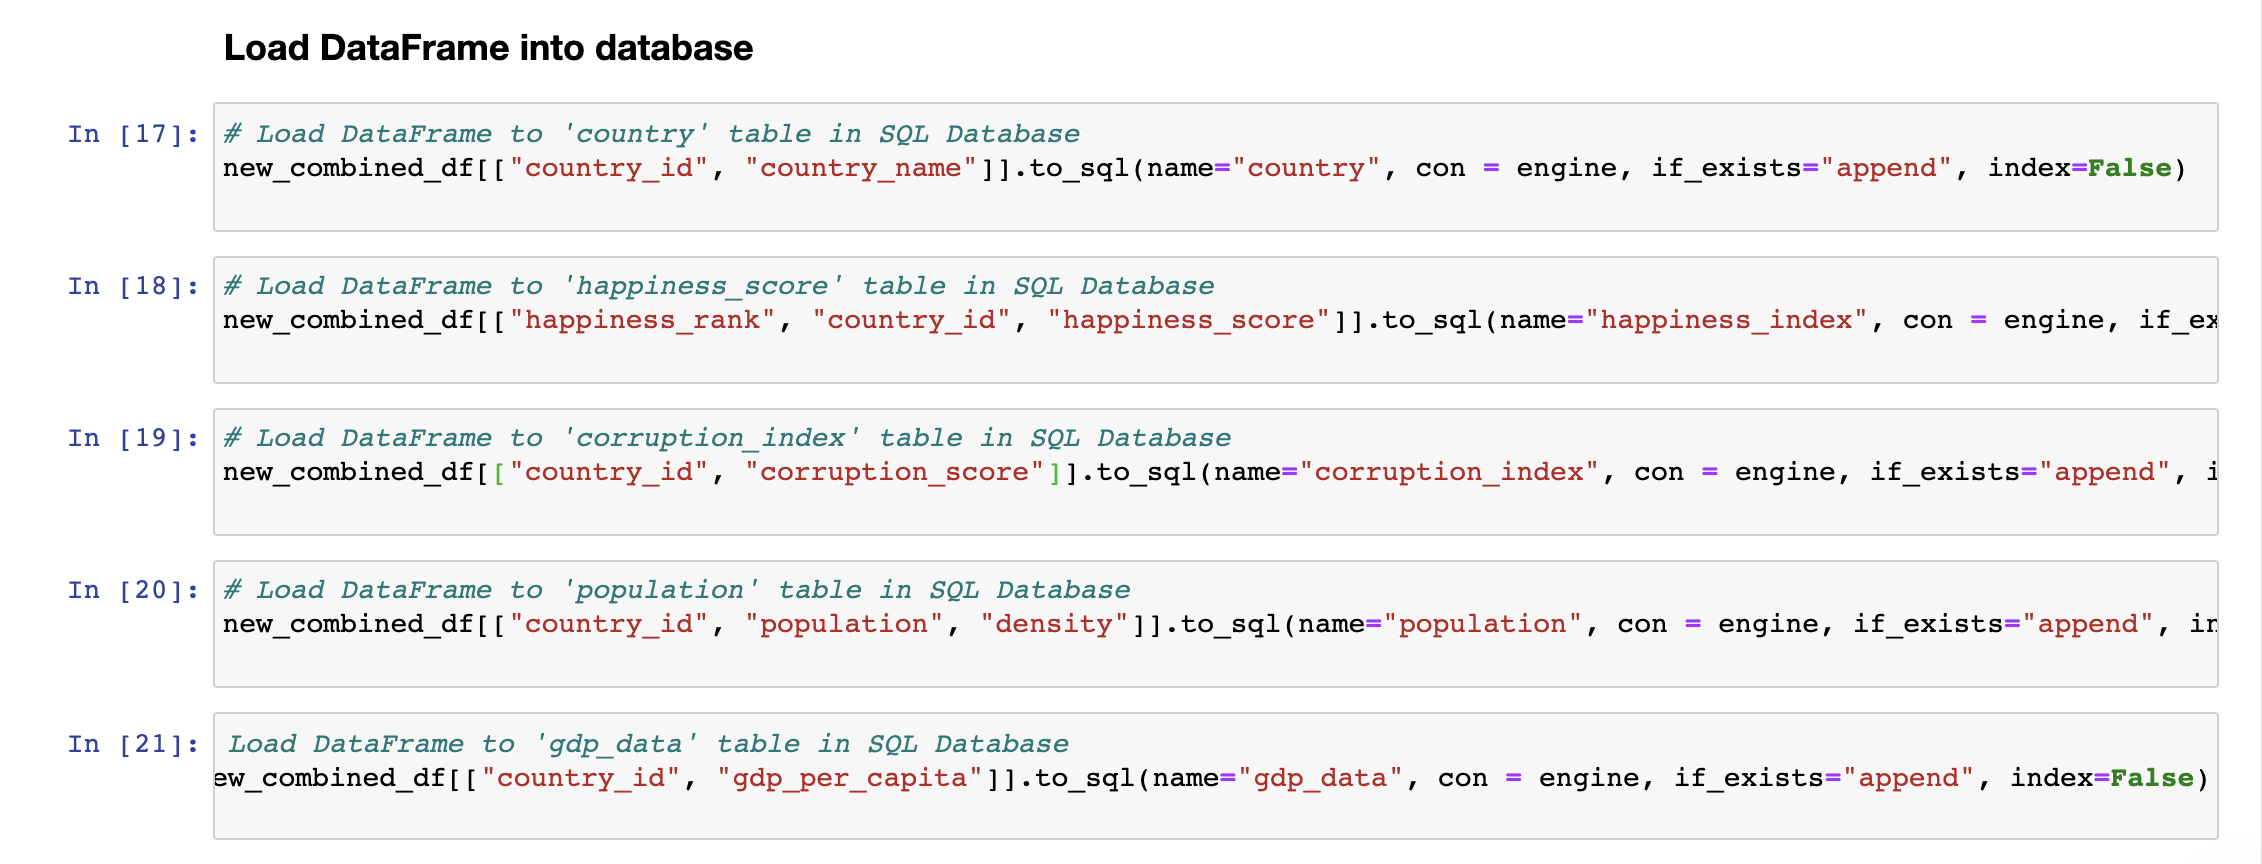 Load DataFrame into database
In [17]: # Load DataFrame to 'country' table in SQL Database
new_combined_df[["country_id", "country_name"]].to_sql(name="country", con = engine, if_exists="append", index=False)
In [18]: # Load DataFrame to 'happiness_score' table in SQL Database
new_combined_df[["happiness_rank", "country_id", "happiness_score"]].to_sql(name="happiness_index", con = engine, if_ex
In [19]: # Load DataFrame to 'corruption_index' table in SQL Database
new_combined_df[["country_id", "corruption_score"]].to_sql(name="corruption_index", con = engine, if_exists="append", i
In [20]: # Load DataFrame to 'population' table in SQL Database
new_combined_df[["country_id", "population", "density"]].to_sql(name="population", con = engine, if_exists="append", in
In [21]: Load DataFrame to 'gdp_data' table in SQL Database
ew_combined_df[["country_id", "gdp_per_capita"]].to_sql(name="gdp_data", con = engine, if_exists="append", index=False)